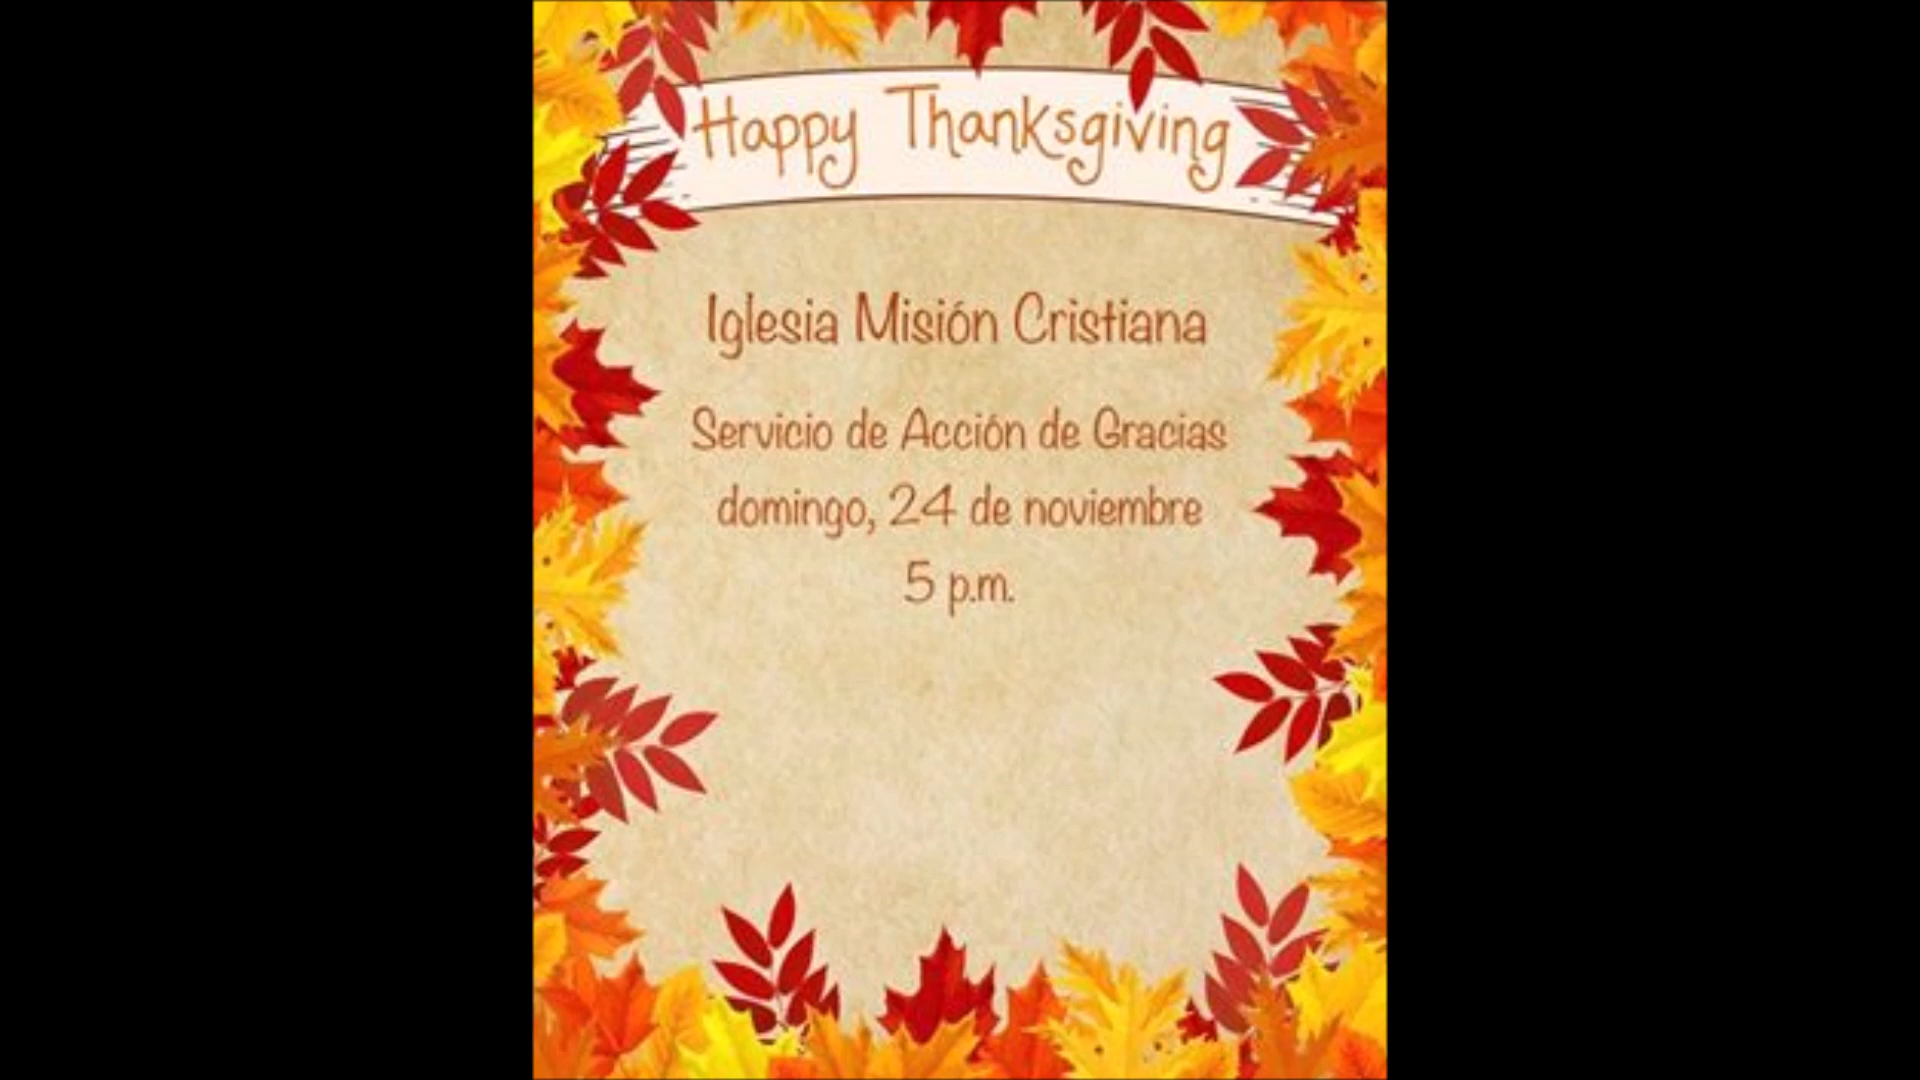 Happy Thanksgiving
Iglesia Misión Cristiana
Servicio de Acción de Gracias
domingo, 24 de noviembre
5 p.m.